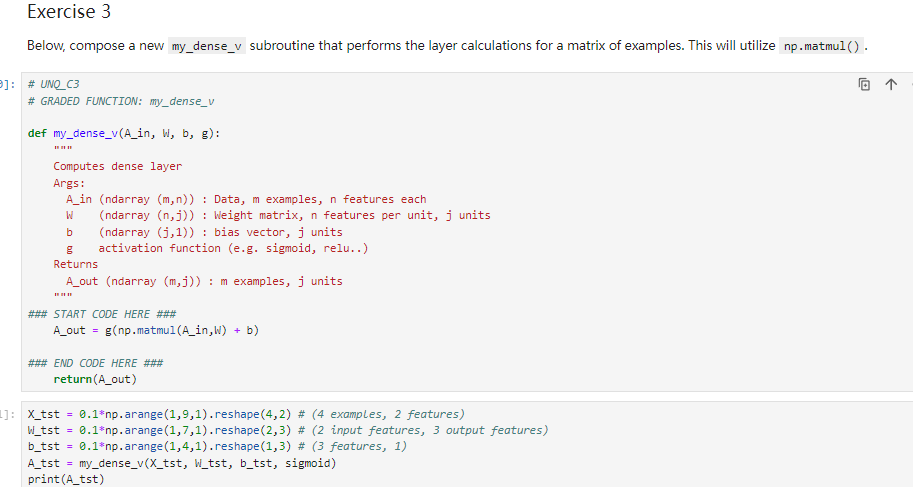 Exercise 3
Below, compose a new my_dense_v subroutine that performs the layer calculations for a matrix of examples. This will utilize np.matmul().
]: # UNQ_C3
# GRADED FUNCTION: my_dense_v
def my_dense_v(A_in, W, b, g):
"""
Computes dense layer
Args:
A_in (ndarray (m,n)) : Data, m examples, n features each
W (ndarray (n,j)) : Weight matrix, n features per unit, j units
b (ndarray (j,1)) : bias vector, j units
g activation function (e.g. sigmoid, relu..)
Returns
A_out (ndarray (m,j)) : m examples, j units
"""
### START CODE HERE ###
A_out = g(np.matmul(A_in,W) + b)
### END CODE HERE ###
return(A_out)
]: X_tst = 0.1*np.arange(1,9,1).reshape(4,2) # (4 examples, 2 features)
W_tst = 0.1*np.arange(1,7,1).reshape(2,3) # (2 input features, 3 output features)
b_tst = 0.1*np.arange(1,4,1).reshape(1,3) # (3 features, 1)
A_tst = my_dense_v(X_tst, W_tst, b_tst, sigmoid)
print(A_tst)